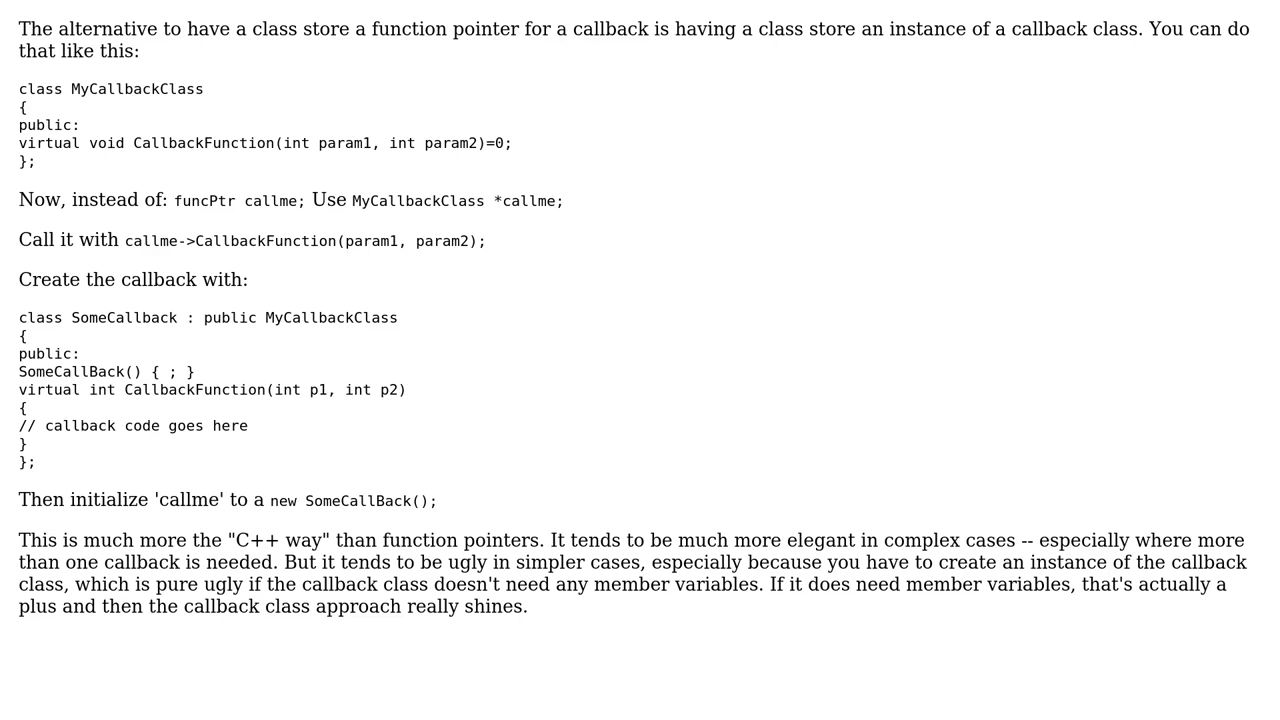 The alternative to have a class store a function pointer for a callback is having a class store an instance of a callback class. You can do
that like this:
class MyCallbackClass
{
public:
virtual void CallbackFunction(int param1, int param2)=0;
};
Now, instead of: funcPtr callme; Use MyCallbackClass *callme;
Call it with callme->CallbackFunction(param1, param2);
Create the callback with:
class SomeCallback : public MyCallbackClass
{
public:
SomeCallBack() { ; }
virtual int CallbackFunction(int p1, int p2)
{
// callback code goes here
}
};
Then initialize 'callme' to a new SomeCallBack();
This is much more the "C++ way" than function pointers. It tends to be much more elegant in complex cases -- especially where more
than one callback is needed. But it tends to be ugly in simpler cases, especially because you have to create an instance of the callback
class, which is pure ugly if the callback class doesn't need any member variables. If it does need member variables, that's actually a
plus and then the callback class approach really shines.